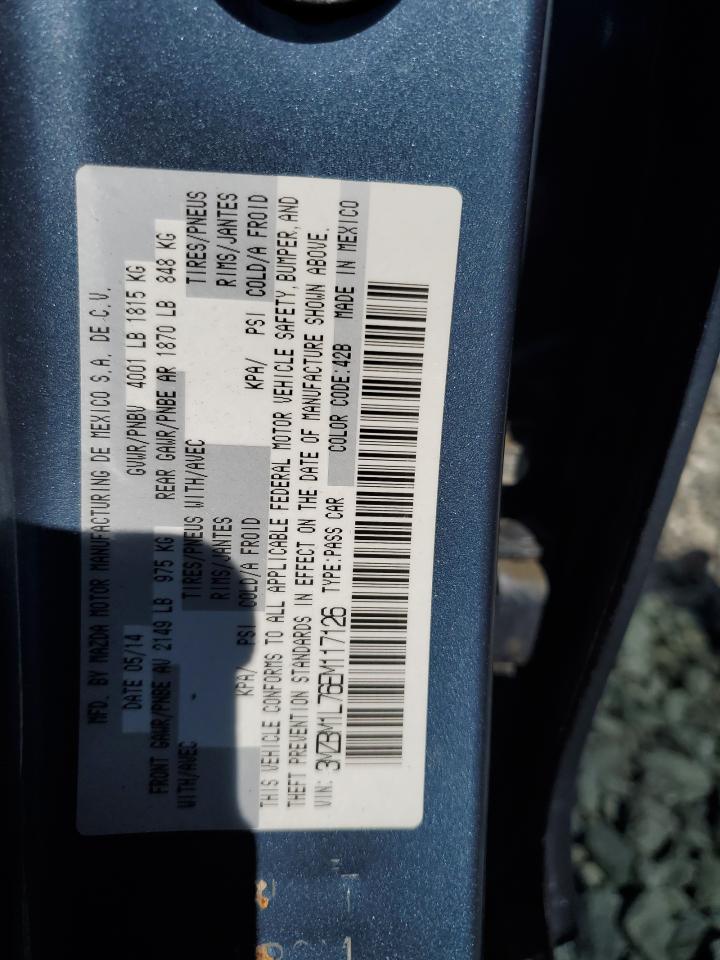 MFD. BY MAZDA MOTOR MANUFACTURING DE MEXICO S.A. DE C.V.
DATE 05/14 GVWR/PNBV 4001 LB 1815 KG
FRONT GAWR/PNBE AV 2149 LB 975 KG REAR GAWR/PNBE AR 1870 LB 848 KG
WITH/AVEC TIRES/PNEUS WITH/AVEC TIRES/PNEUS
RIMS/JANTES RIMS/JANTES
KPA/ PSI COLD/A FROID KPA/ PSI COLD/A FROID
THIS VEHICLE CONFORMS TO ALL APPLICABLE FEDERAL MOTOR VEHICLE SAFETY, BUMPER, AND
THEFT PREVENTION STANDARDS IN EFFECT ON THE DATE OF MANUFACTURE SHOWN ABOVE.
VIN: 3MZBM1L76EM117126 TYPE:PASS CAR COLOR CODE:42B MADE IN MEXICO